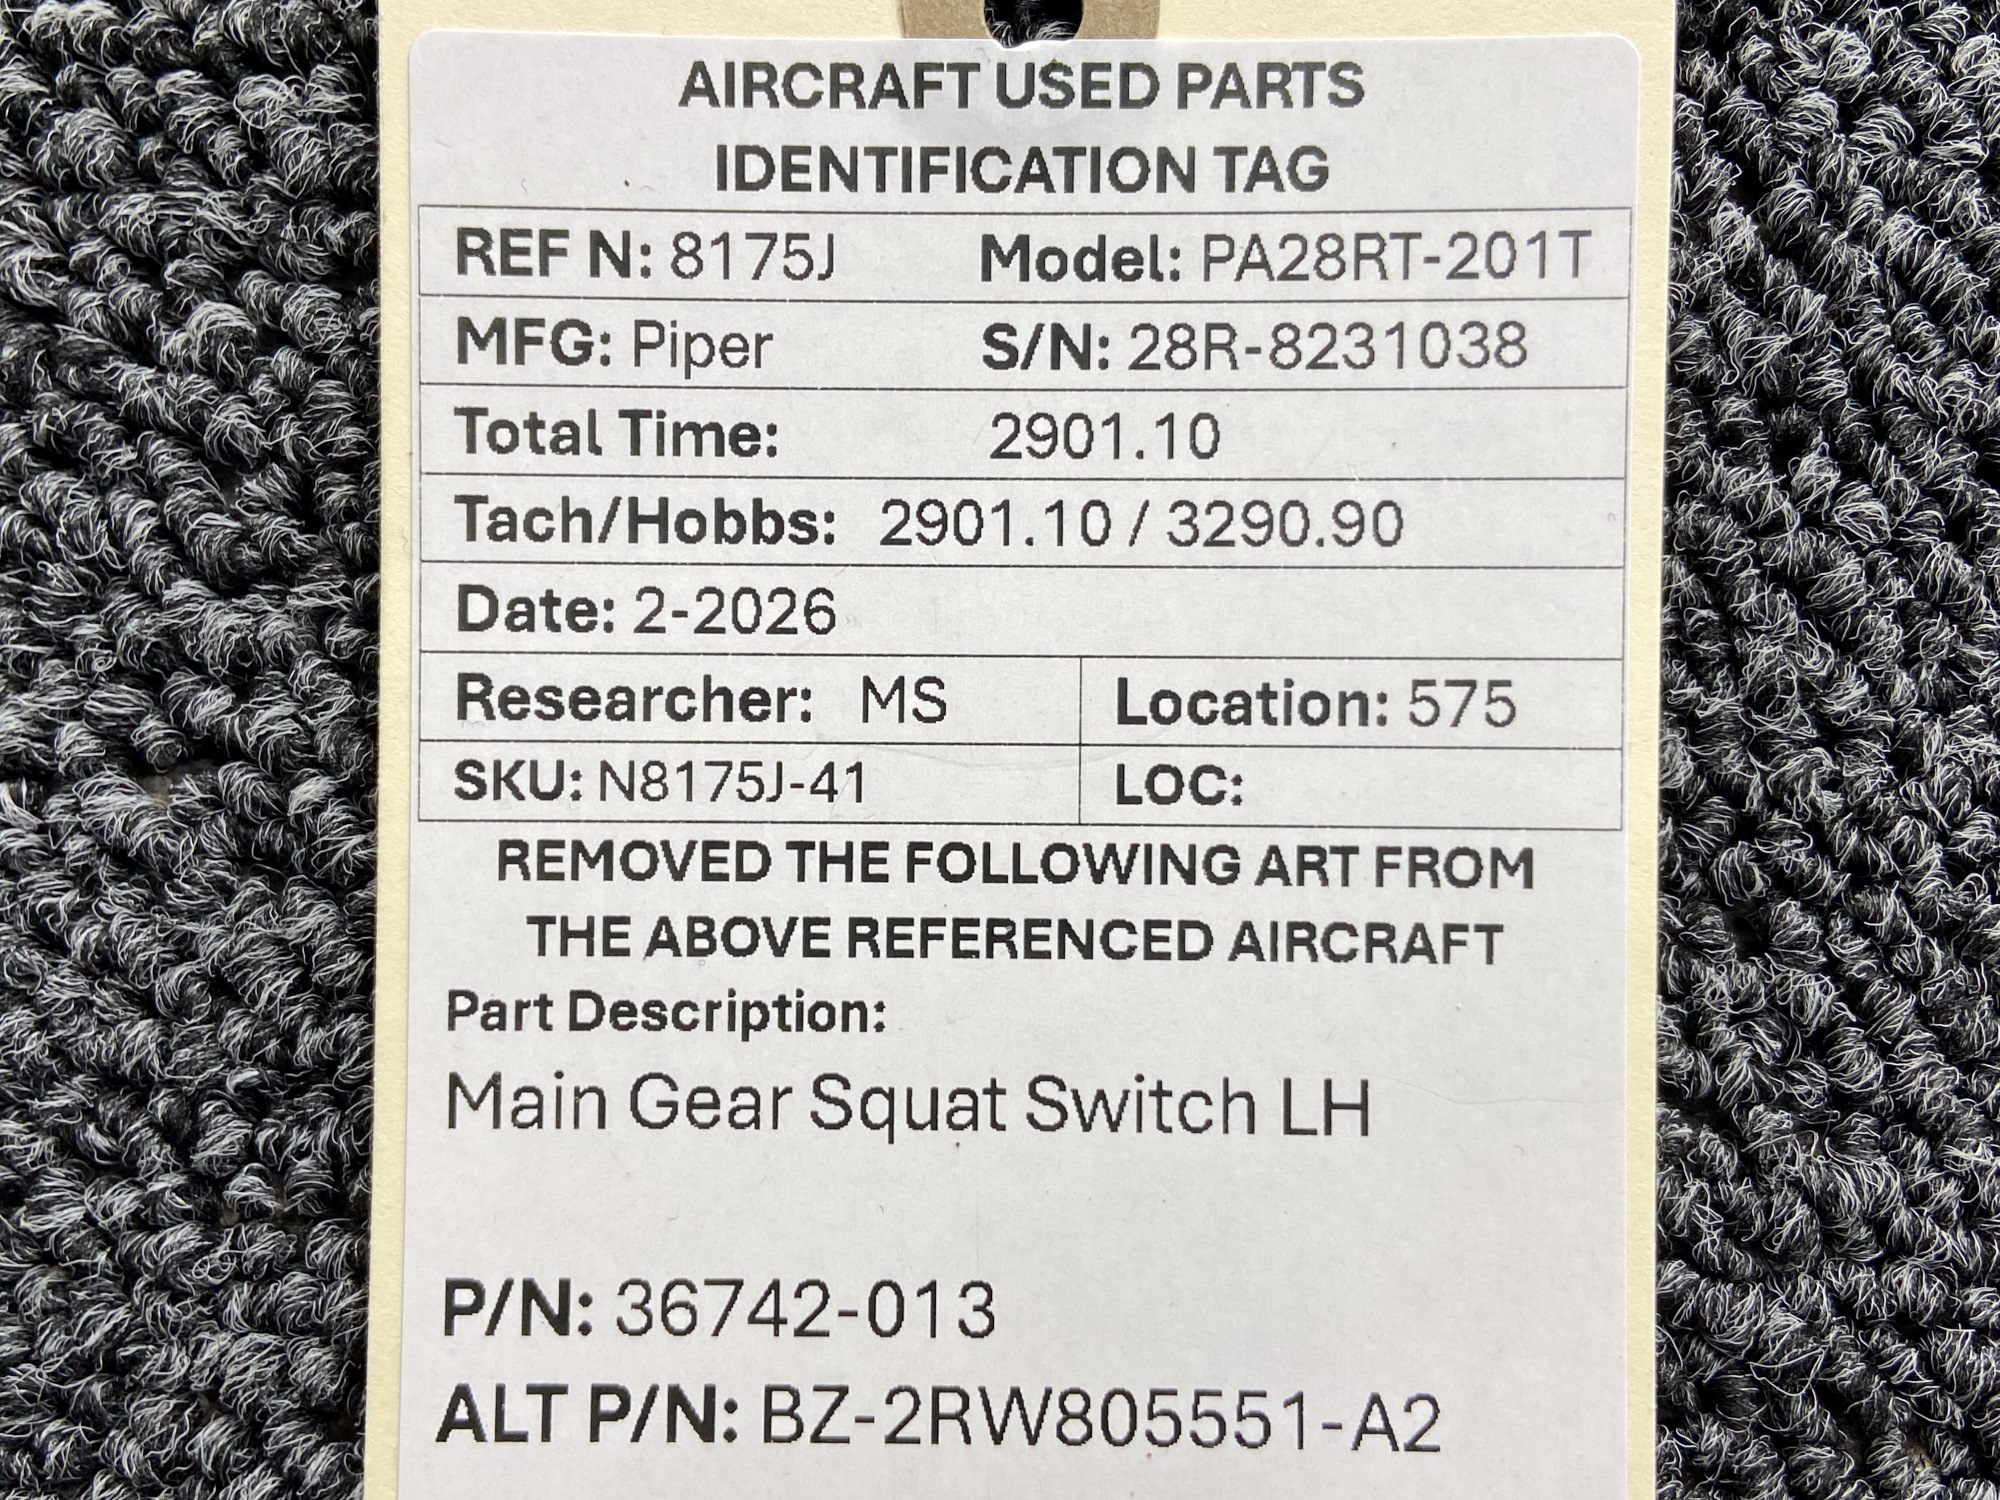 AIRCRAFT USED PARTS
IDENTIFICATION TAG
REF N: 8175J Model: PA28RT-201T
MFG: Piper S/N: 28R-8231038
Total Time: 2901.10
Tach/Hobbs: 2901.10 / 3290.90
Date: 2-2026
Researcher: MS Location: 575
SKU: N8175J-41 LOC:
REMOVED THE FOLLOWING ART FROM
THE ABOVE REFERENCED AIRCRAFT
Part Description:
Main Gear Squat Switch LH
P/N: 36742-013
ALT P/N: BZ-2RW805551-A2